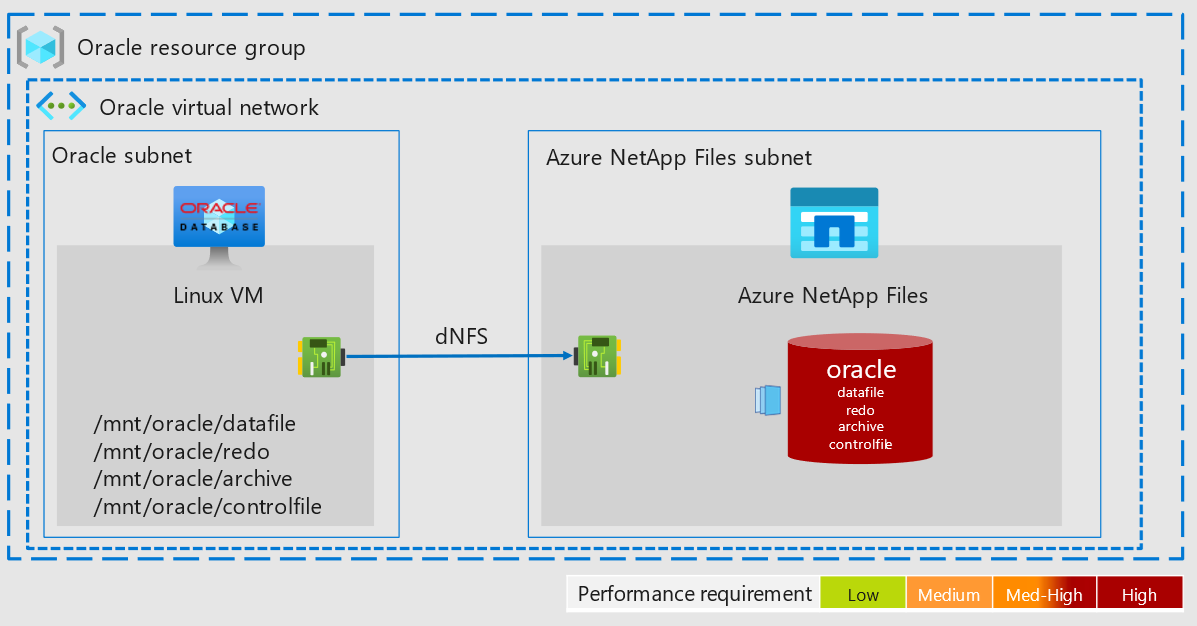 Oracle resource group
Oracle virtual network
Oracle subnet
Azure NetApp Files subnet
ORACLE
DATABASE
Linux VM
Azure NetApp Files
dNFS
oracle
datafile
redo
archive
controlfile
/mnt/oracle/datafile
/mnt/oracle/redo
/mnt/oracle/archive
/mnt/oracle/controlfile
Performance requirement Low Medium Med-High High